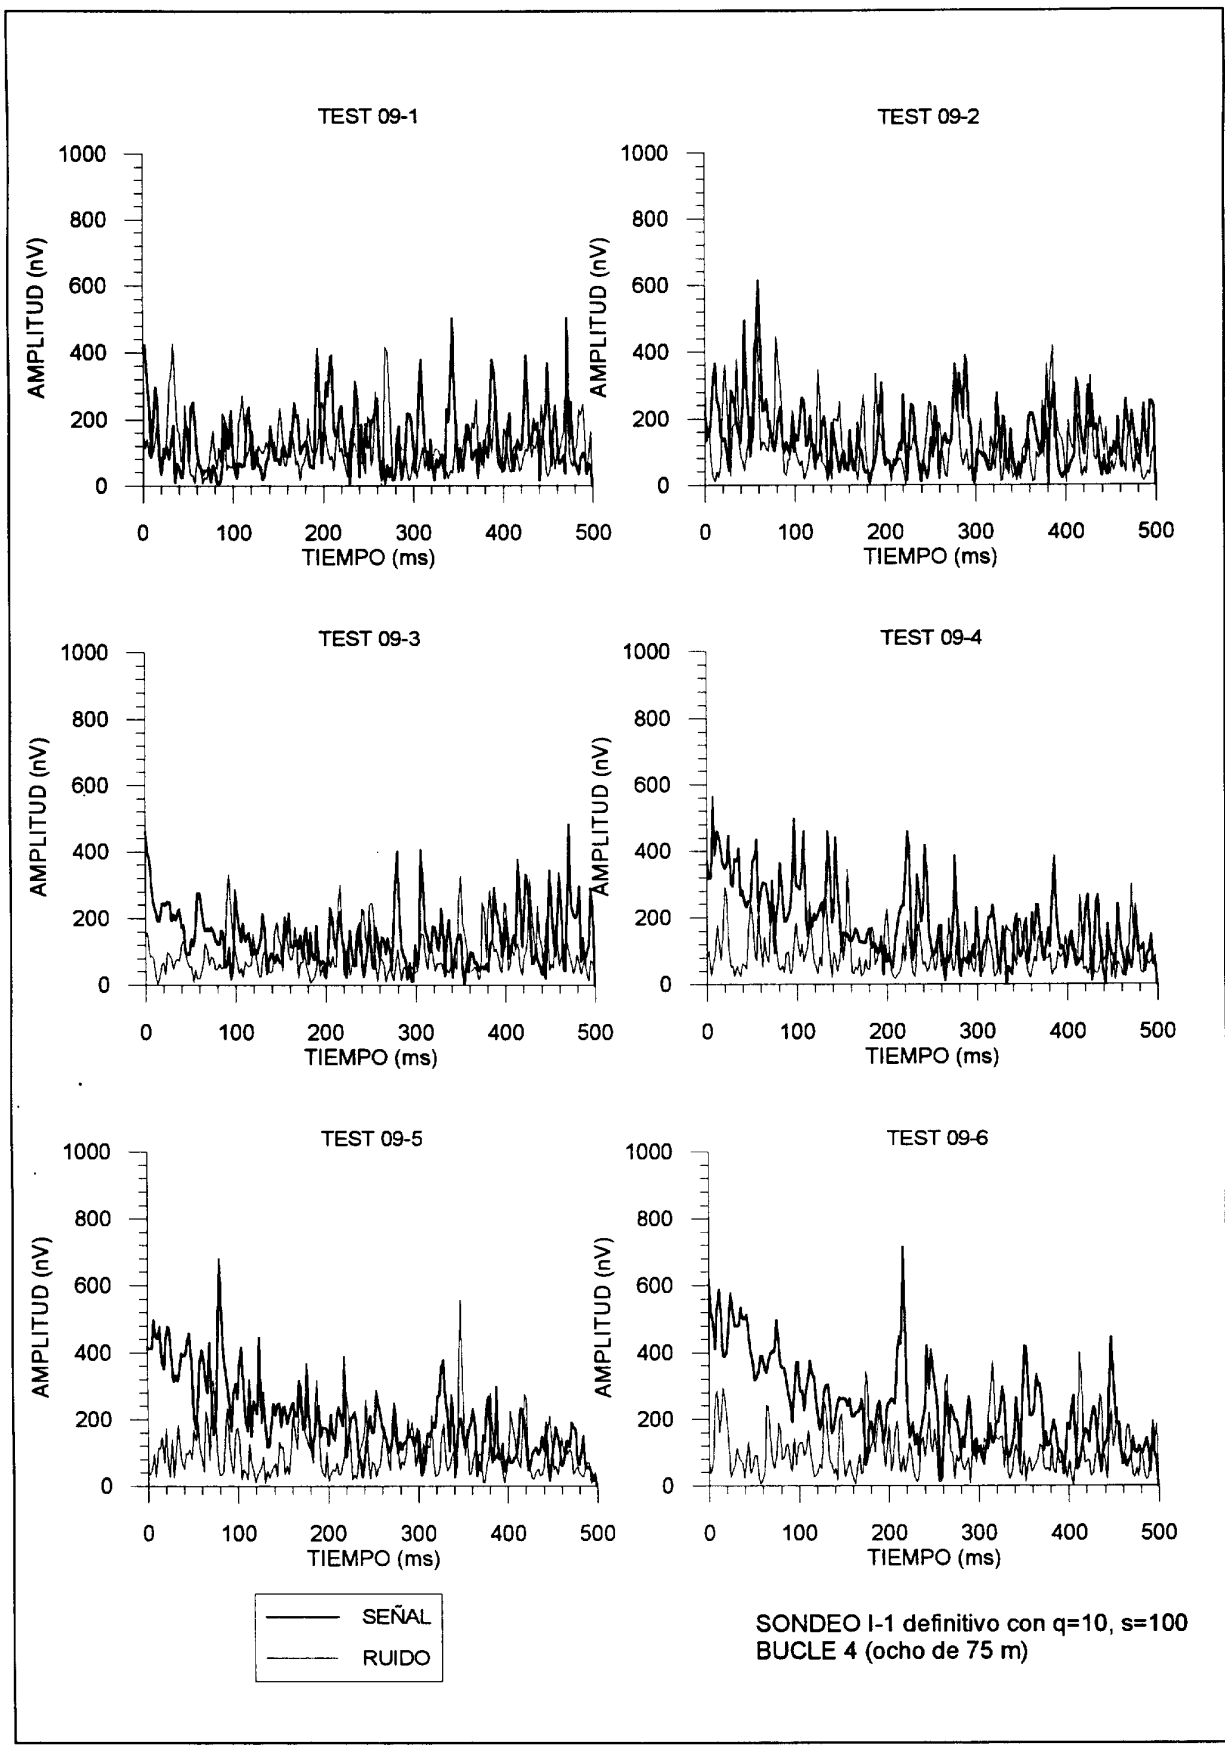 TEST 09-1
1000
800
600
400
200
0
AMPLITUD (nV)
0 100 200 300 400 500
TIEMPO (ms)
TEST 09-2
1000
800
600
400
200
0
AMPLITUD (nV)
0 100 200 300 400 500
TIEMPO (ms)
TEST 09-3
1000
800
600
400
200
0
AMPLITUD (nV)
0 100 200 300 400 500
TIEMPO (ms)
TEST 09-4
1000
800
600
400
200
0
AMPLITUD (nV)
0 100 200 300 400 500
TIEMPO (ms)
TEST 09-5
1000
800
600
400
200
0
AMPLITUD (nV)
0 100 200 300 400 500
TIEMPO (ms)
TEST 09-6
1000
800
600
400
200
0
AMPLITUD (nV)
0 100 200 300 400 500
TIEMPO (ms)
SEÑAL
RUIDO
SONDEO I-1 definitivo con q=10, s=100
BUCLE 4 (ocho de 75 m)